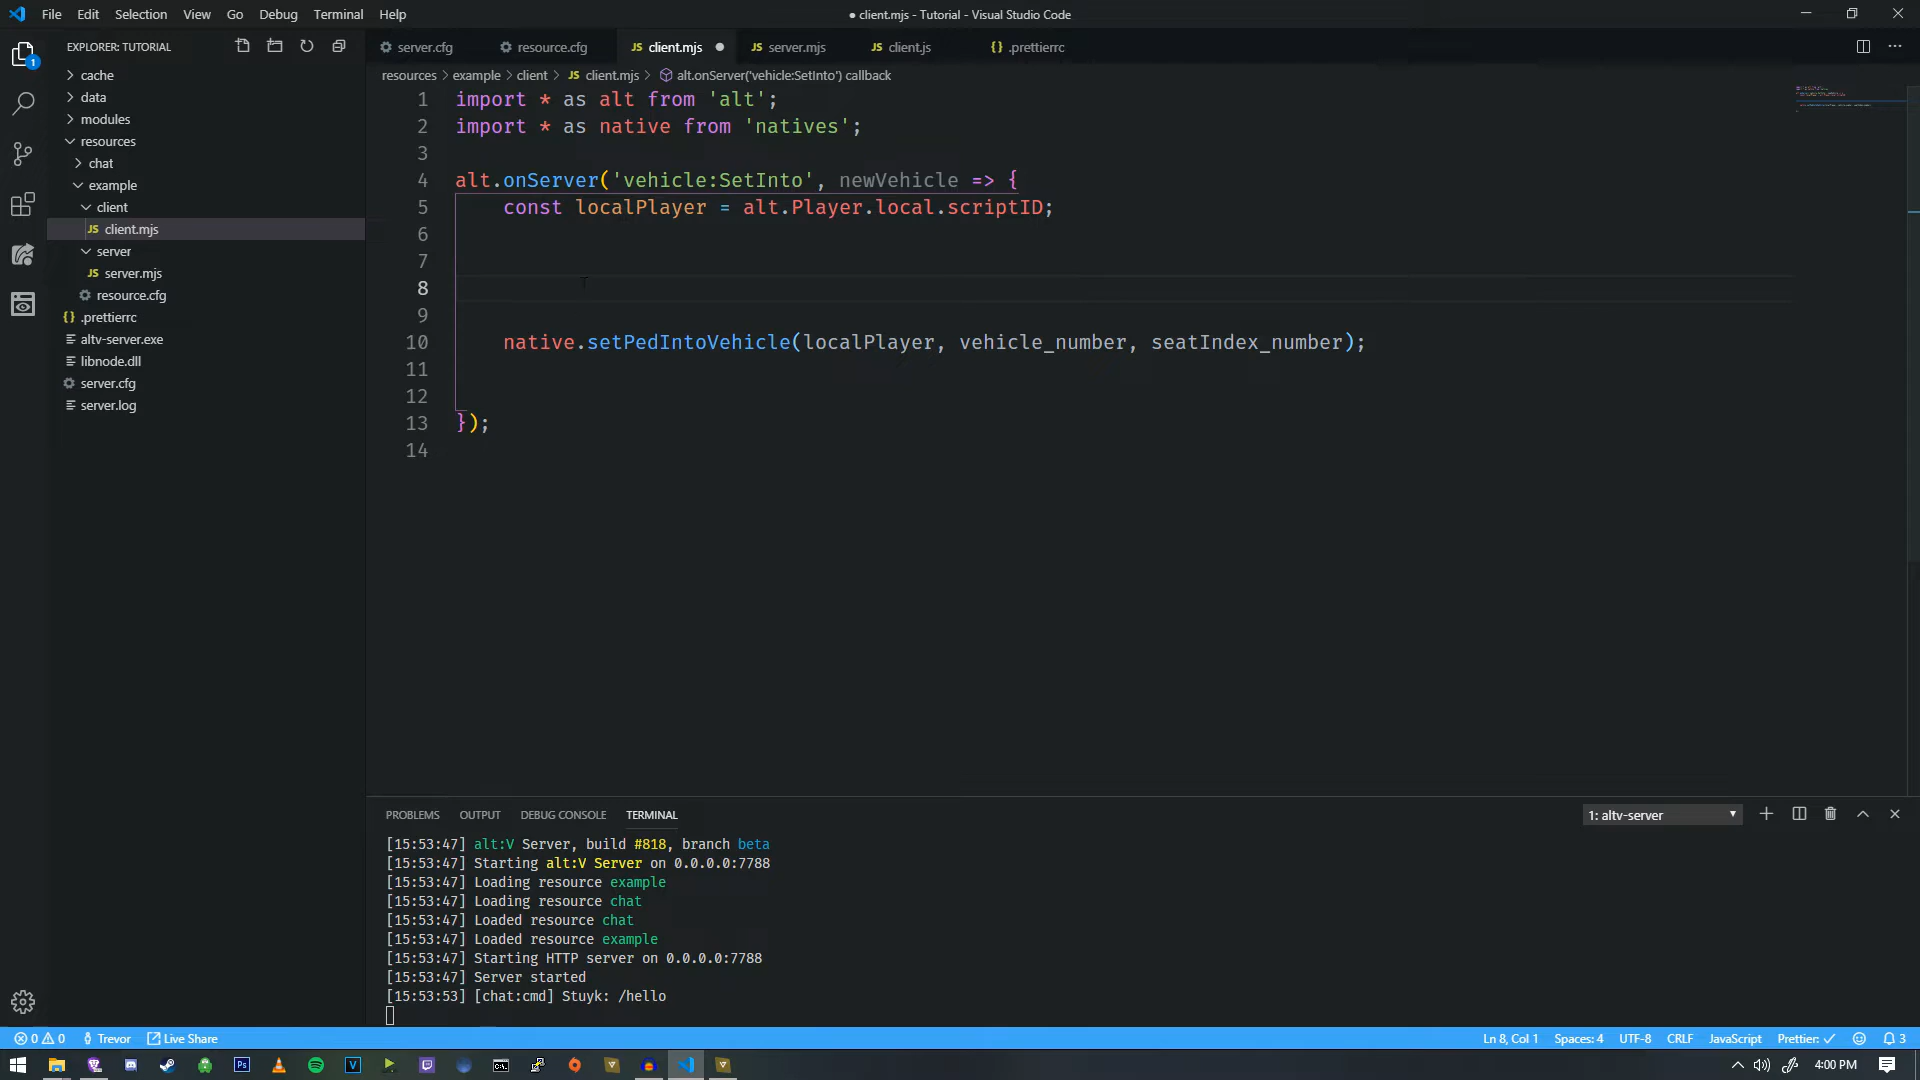 File Edit Selection View Go Debug Terminal Help
● client.mjs - Tutorial - Visual Studio Code
EXPLORER: TUTORIAL
1
cache
data
modules
resources
chat
example
client
JS client.mjs
server
JS server.mjs
resource.cfg
{} .prettierrc
altv-server.exe
libnode.dll
server.cfg
server.log
server.cfg resource.cfg JS client.mjs ● JS server.mjs JS client.js {} .prettierrc
resources > example > client > JS client.mjs > alt.onServer('vehicle:SetInto') callback
1 import * as alt from 'alt';
2 import * as native from 'natives';
3
4 alt.onServer('vehicle:SetInto', newVehicle => {
5 const localPlayer = alt.Player.local.scriptID;
6
7
8
9
10 native.setPedIntoVehicle(localPlayer, vehicle_number, seatIndex_number);
11
12
13 });
14
PROBLEMS OUTPUT DEBUG CONSOLE TERMINAL
1: altv-server
[15:53:47] alt:V Server, build #818, branch beta
[15:53:47] Starting alt:V Server on 0.0.0.0:7788
[15:53:47] Loading resource example
[15:53:47] Loading resource chat
[15:53:47] Loaded resource chat
[15:53:47] Loaded resource example
[15:53:47] Starting HTTP server on 0.0.0.0:7788
[15:53:47] Server started
[15:53:53] [chat:cmd] Stuyk: /hello
0 0 Trevor Live Share
Ln 8, Col 1 Spaces: 4 UTF-8 CRLF JavaScript Prettier: ✓ 3
Ps V
4:00 PM